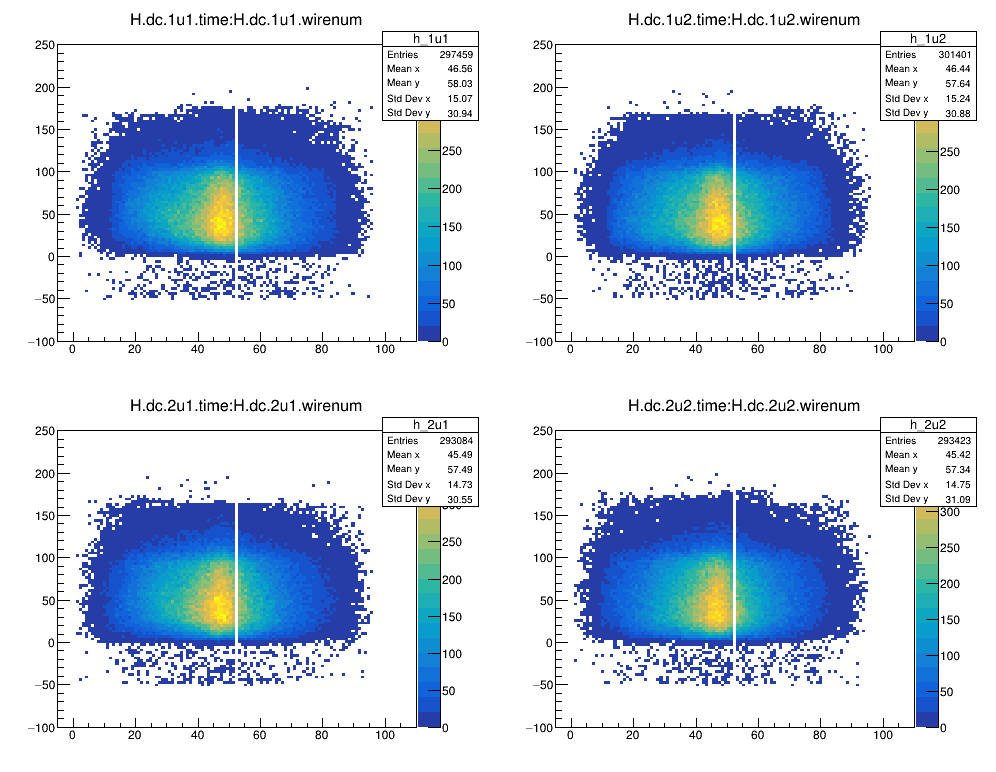 H.dc.1u1.time:H.dc.1u1.wirenum
h_1u1
Entries 297459
Mean x 46.56
Mean y 58.03
Std Dev x 15.07
Std Dev y 30.94
250
200
150
100
50
0
−50
−100
0 20 40 60 80 100
250
200
150
100
50
0
H.dc.1u2.time:H.dc.1u2.wirenum
h_1u2
Entries 301401
Mean x 46.44
Mean y 57.64
Std Dev x 15.24
Std Dev y 30.88
250
200
150
100
50
0
−50
−100
0 20 40 60 80 100
250
200
150
100
50
0
H.dc.2u1.time:H.dc.2u1.wirenum
h_2u1
Entries 293084
Mean x 45.49
Mean y 57.49
Std Dev x 14.73
Std Dev y 30.55
250
200
150
100
50
0
−50
−100
0 20 40 60 80 100
300
250
200
150
100
50
0
H.dc.2u2.time:H.dc.2u2.wirenum
h_2u2
Entries 293423
Mean x 45.42
Mean y 57.34
Std Dev x 14.75
Std Dev y 31.09
250
200
150
100
50
0
−50
−100
0 20 40 60 80 100
300
250
200
150
100
50
0